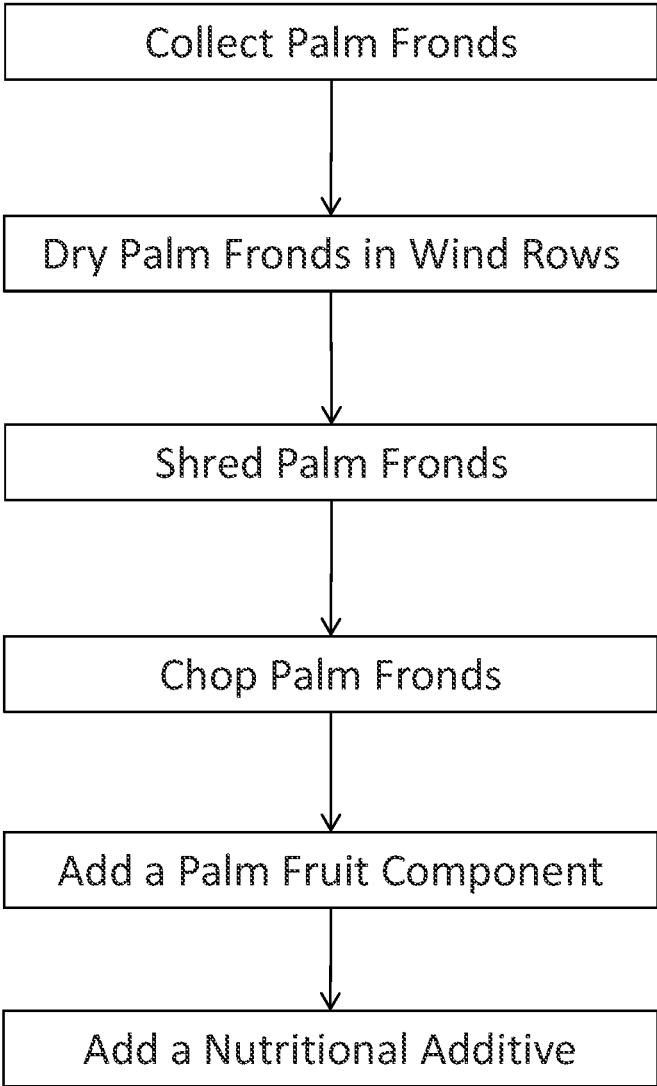 Collect Palm Fronds
Dry Palm Fronds in Wind Rows
Shred Palm Fronds
Chop Palm Fronds
Add a Palm Fruit Component
Add a Nutritional Additive